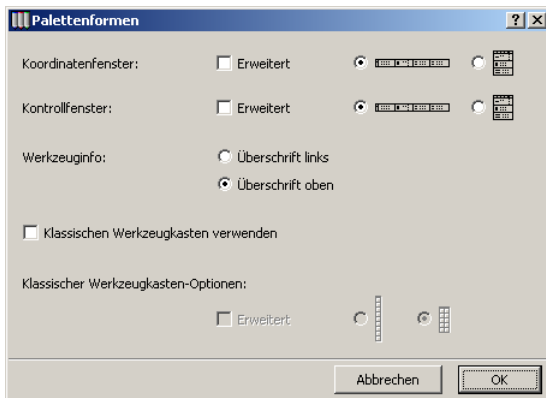 Palettenformen
Koordinatenfenster: Erweitert
Kontrollfenster: Erweitert
Werkzeuginfo: Überschrift links
Überschrift oben
Klassischen Werkzeugkasten verwenden
Klassischer Werkzeugkasten-Optionen:
Erweitert
Abbrechen OK